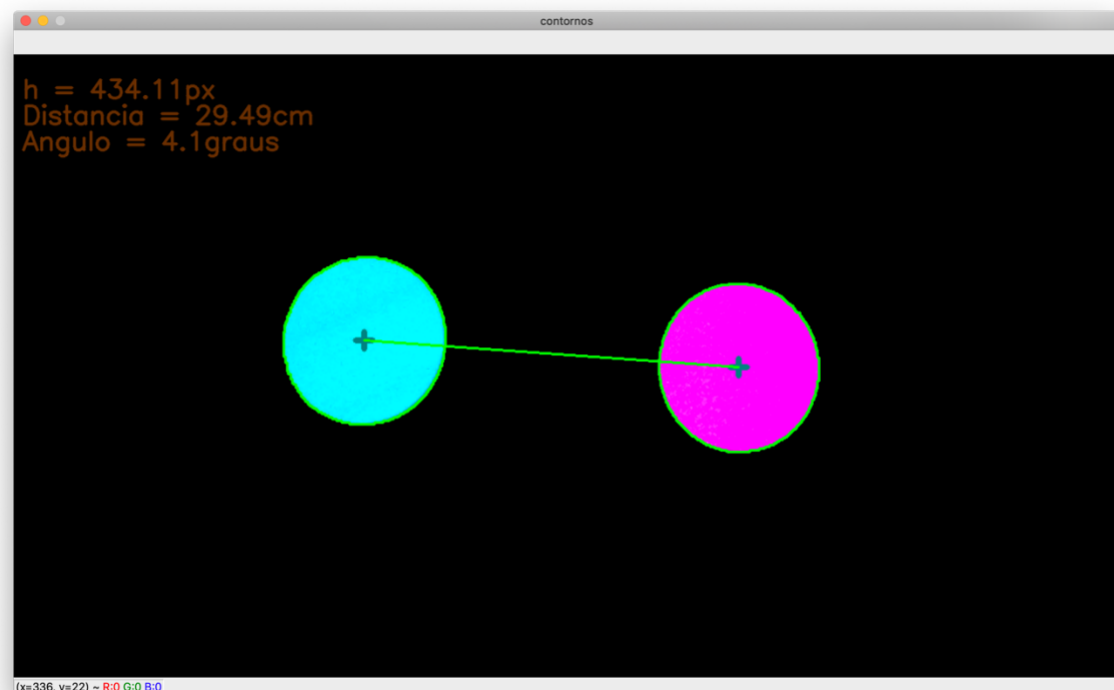 contornos
h = 434.11px
Distancia = 29.49cm
Angulo = 4.1graus
(x=336, y=22) ~ R:0 G:0 B:0